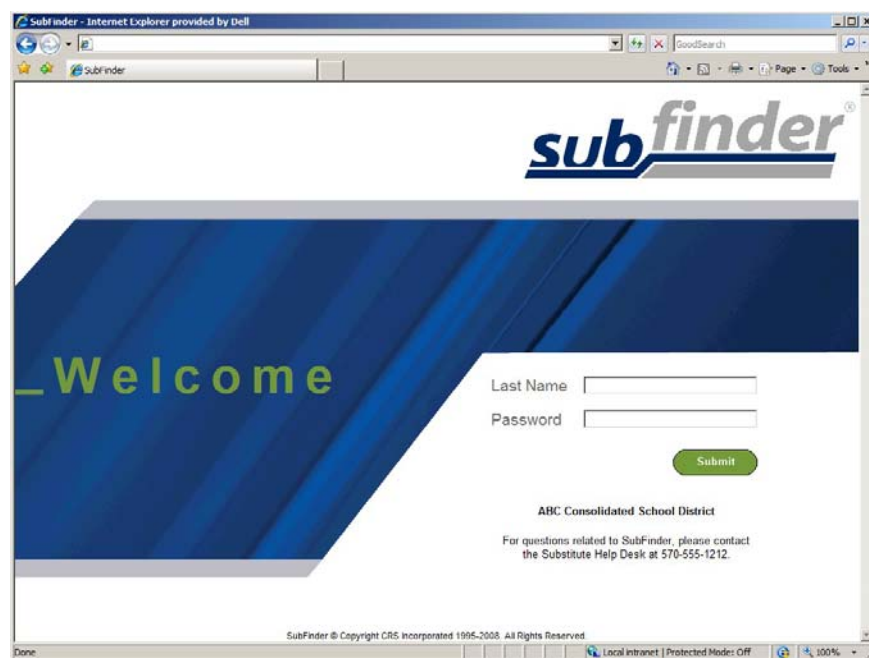 SubFinder - Internet Explorer provided by Dell
GoodSearch
SubFinder
Page
Tools
subfinder®
_Welcome
Last Name
Password
Submit
ABC Consolidated School District
For questions related to SubFinder, please contact
the Substitute Help Desk at 570-555-1212.
SubFinder © Copyright CRS Incorporated 1995-2008. All Rights Reserved.
Done
Local intranet | Protected Mode: Off
100%